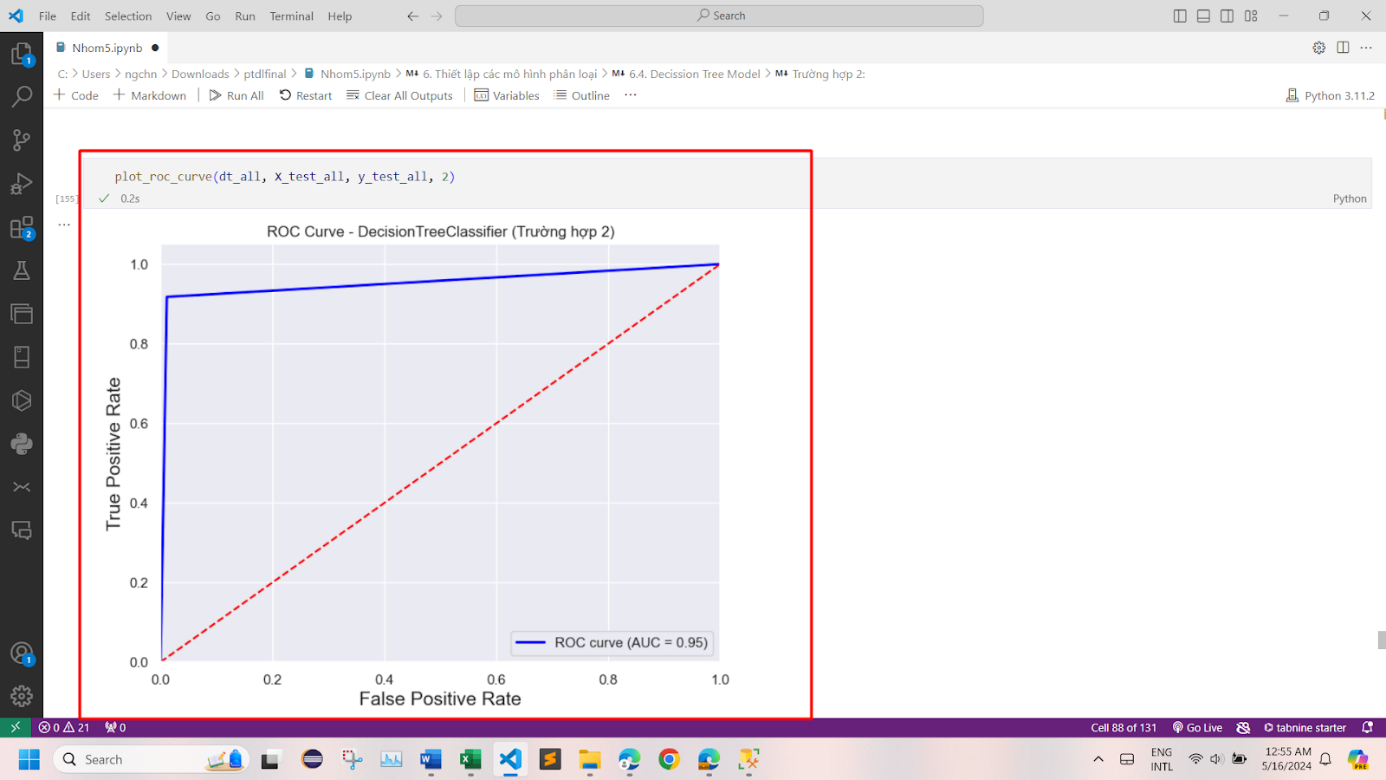 File Edit Selection View Go Run Terminal Help
Search
Nhom5.ipynb
C: > Users > ngchn > Downloads > ptdlfinal > Nhom5.ipynb > M↓ 6. Thiết lập các mô hình phân loại > M↓ 6.4. Decission Tree Model > M↓ Trường hợp 2:
+ Code + Markdown Run All Restart Clear All Outputs Variables Outline ...
Python 3.11.2
plot_roc_curve(dt_all, X_test_all, y_test_all, 2)
[155] ✓ 0.2s
Python
...
ROC Curve - DecisionTreeClassifier (Trường hợp 2)
1.0
0.8
0.6
0.4
0.2
0.0
True Positive Rate
ROC curve (AUC = 0.95)
0.0 0.2 0.4 0.6 0.8 1.0
False Positive Rate
1
2
1
0 21 0
Cell 88 of 131 Go Live tabnine starter
Search
ENG
INTL
12:55 AM
5/16/2024
PRE